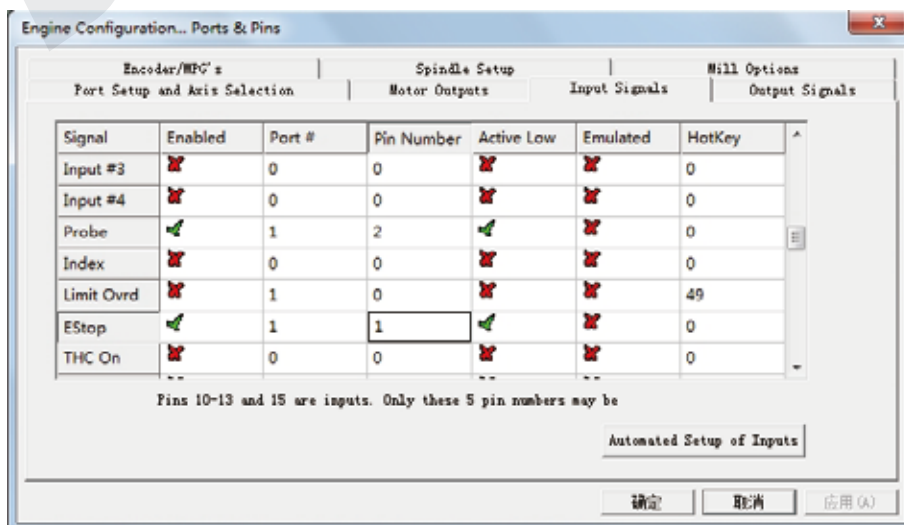 Engine Configuration... Ports & Pins
Encoder/MPG's Spindle Setup Mill Options
Port Setup and Axis Selection Motor Outputs Input Signals Output Signals
Signal Enabled Port # Pin Number Active Low Emulated HotKey
Input #3 0 0 0
Input #4 0 0 0
Probe 1 2 0
Index 0 0 0
Limit Ovrd 1 0 49
EStop 1 1 0
THC On 0 0 0
Pins 10-13 and 15 are inputs. Only these 5 pin numbers may be
Automated Setup of Inputs
确定 取消 应用(A)